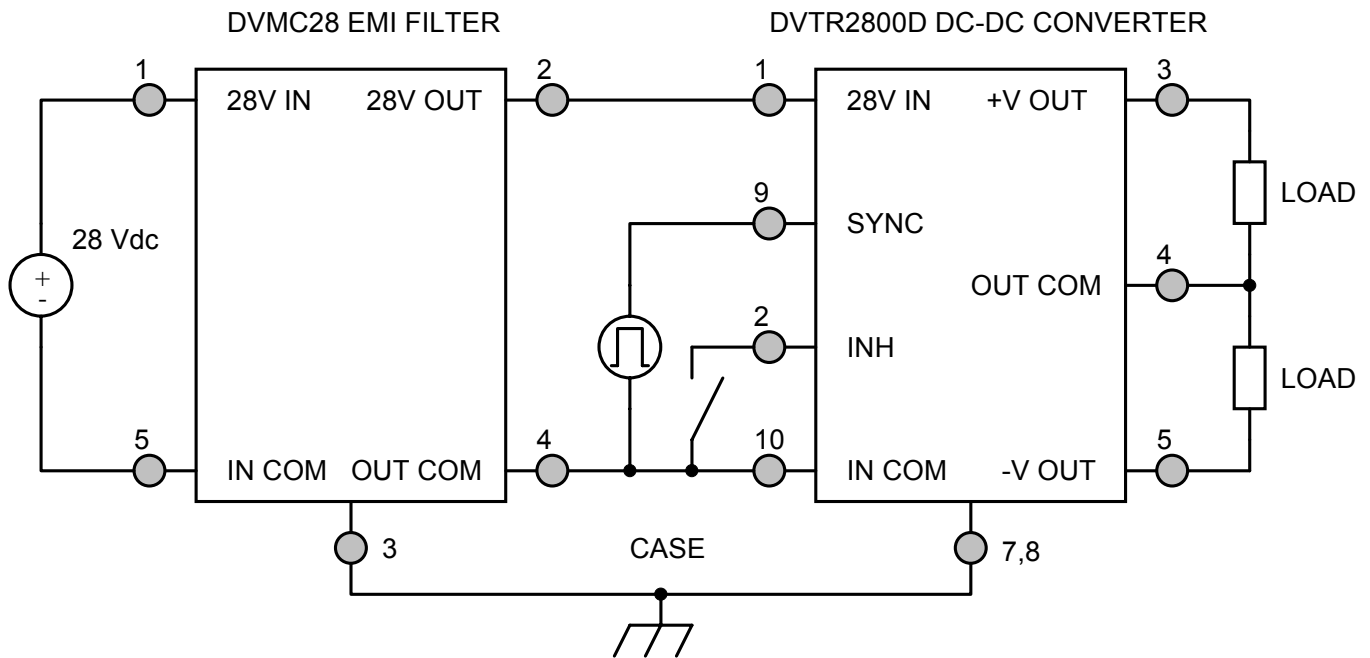 DVMC28 EMI FILTER DVTR2800D DC-DC CONVERTER
1 2 1 3
28V IN 28V OUT 28V IN +V OUT
9
LOAD
SYNC
28 Vdc
4
+
-
OUT COM
2
INH
LOAD
5 4 10 5
IN COM OUT COM IN COM -V OUT
3 CASE 7,8